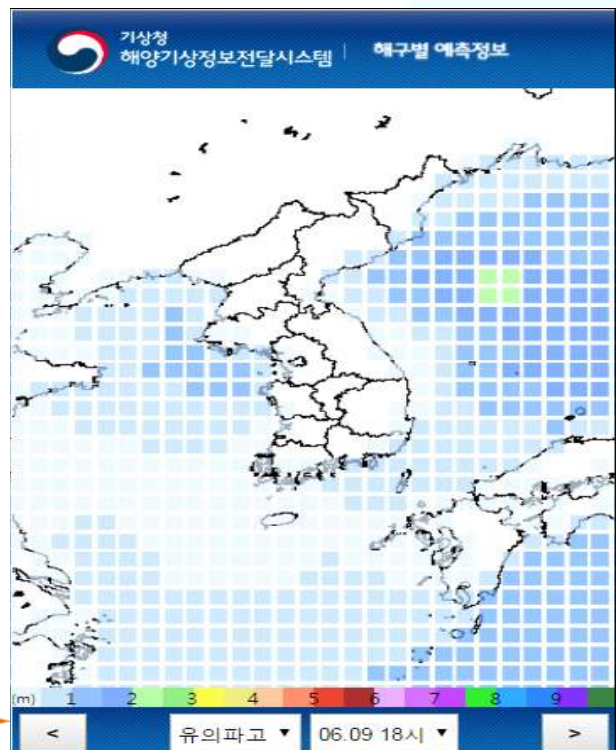 기상청
해양기상정보전달시스템
해구별 예측정보
(m) 1 2 3 4 5 6 7 8 9
< 유의파고 ▼ 06.09 18시 ▼ >